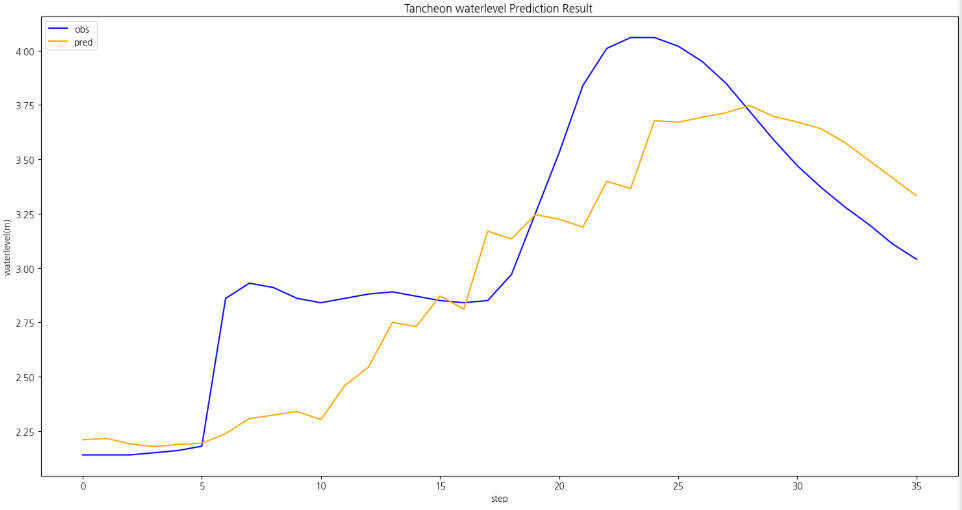 Tancheon waterlevel Prediction Result
obs
pred
4.00
3.75
3.50
3.25
3.00
2.75
2.50
2.25
waterlevel(m)
0 5 10 15 20 25 30 35
step